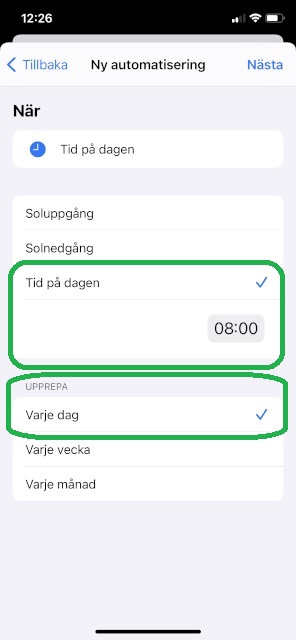 12:26
Tillbaka
Ny automatisering
Nästa
När
Tid på dagen
Soluppgång
Solnedgång
Tid på dagen
08:00
UPPREPA
Varje dag
Varje vecka
Varje månad